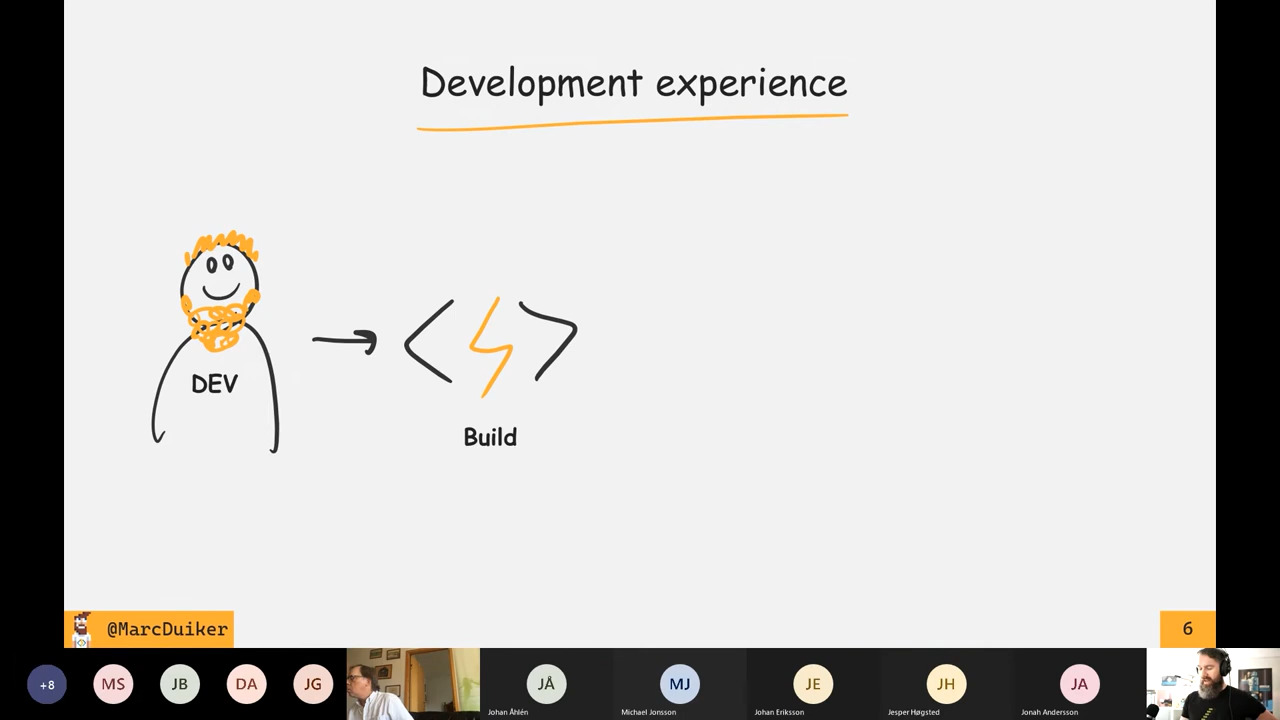 Development experience
DEV
Build
@MarcDuiker
6
+8
MS
JB
DA
JG
JÅ
Johan Åhlén
MJ
Michael Jonsson
JE
Johan Eriksson
JH
Jesper Høgsted
JA
Jonah Andersson